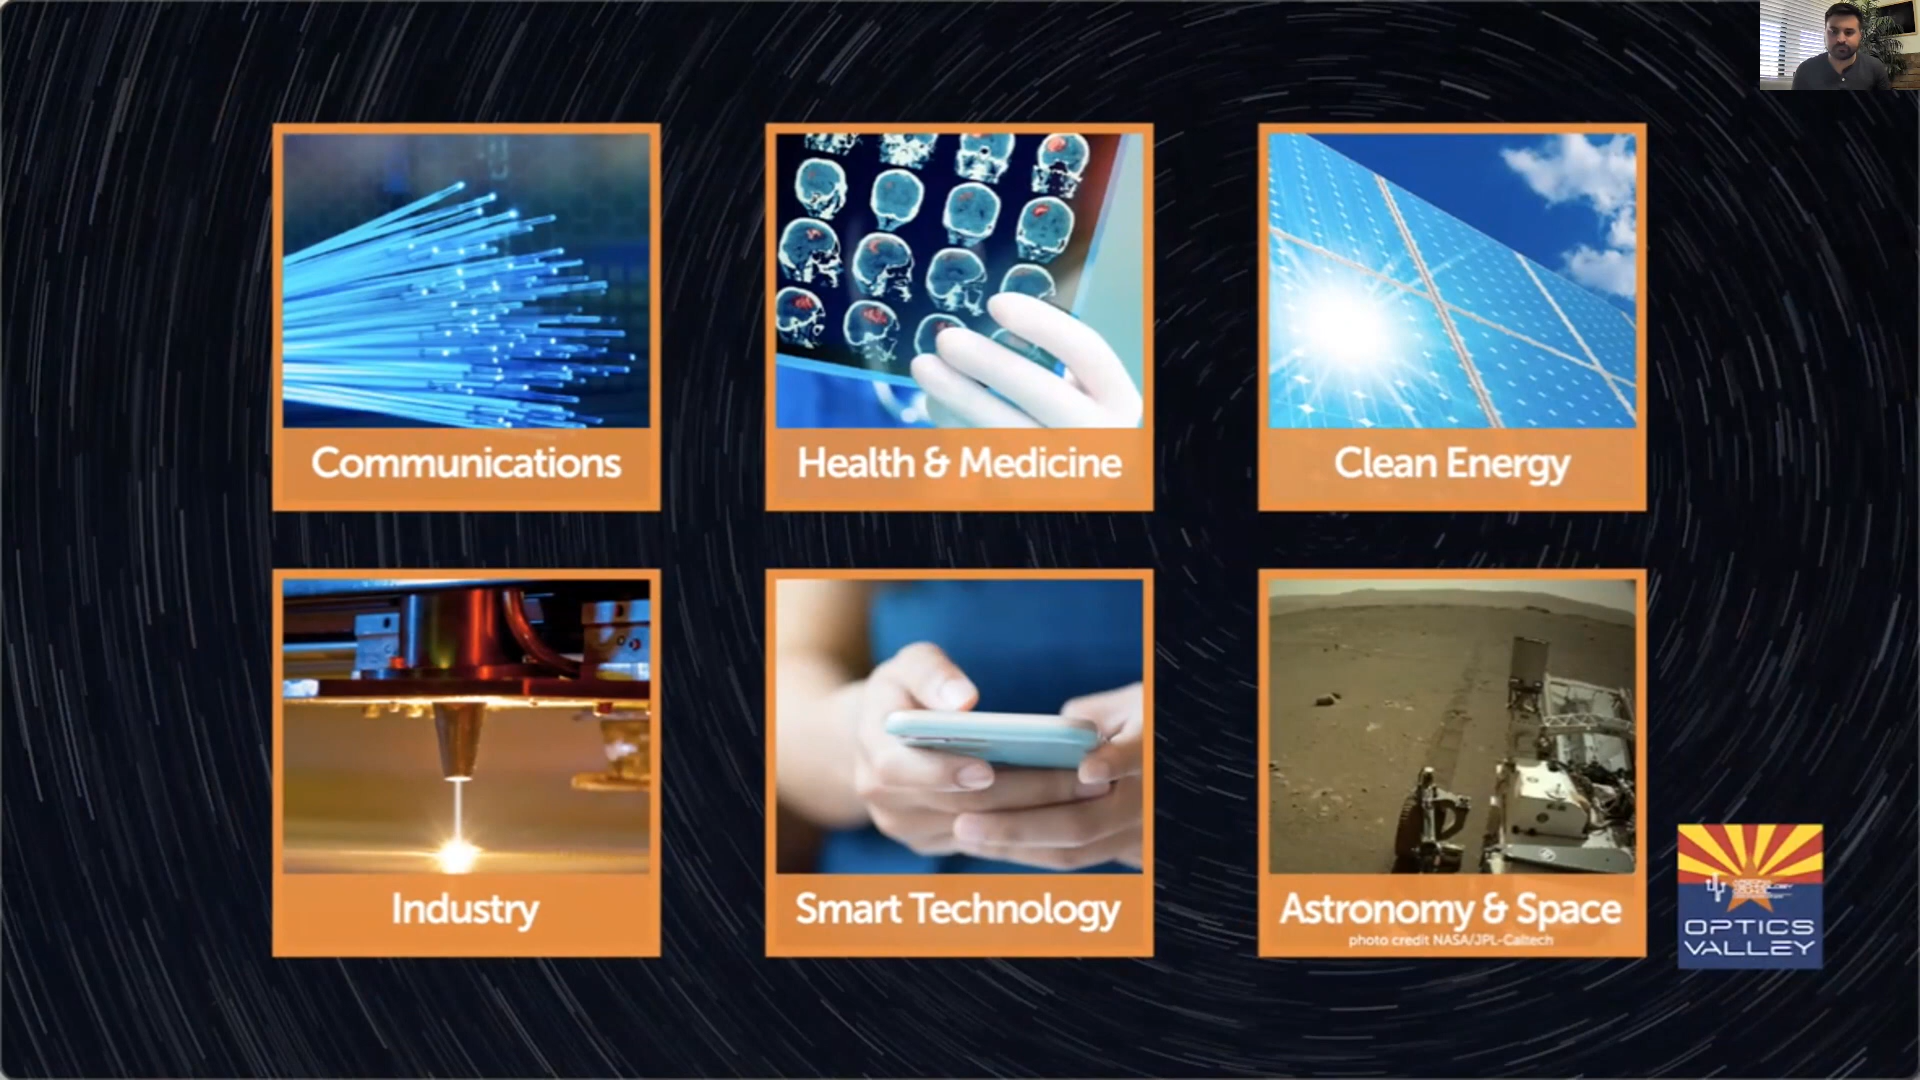 Communications
Health & Medicine
Clean Energy
Industry
Smart Technology
Astronomy & Space
photo credit NASA/JPL-Caltech
OPTICS
VALLEY